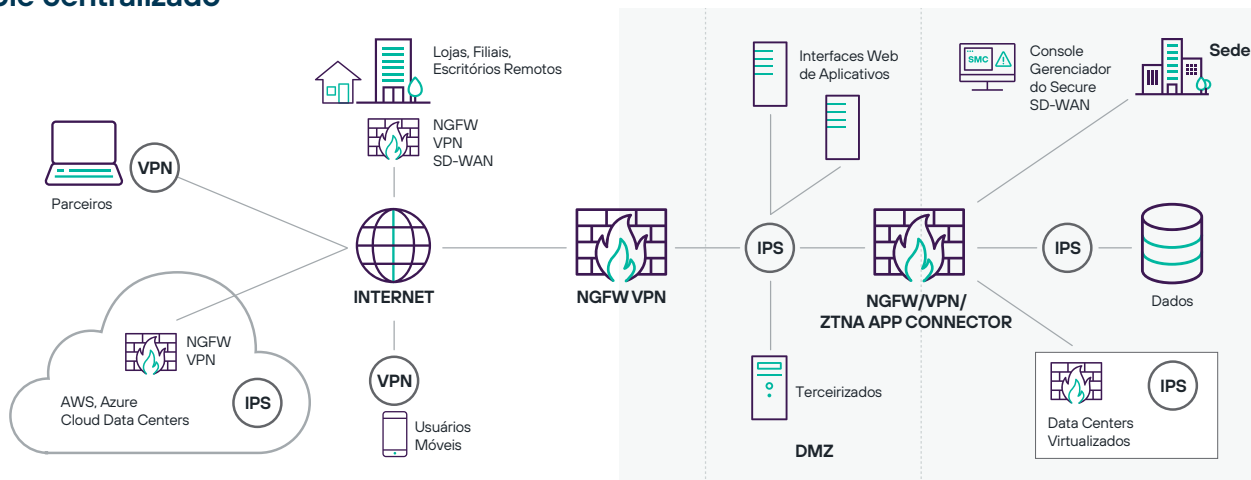 centralizado
Lojas, Filiais,
Escritórios Remotos
NGFW
VPN
SD-WAN
VPN
Parceiros
INTERNET
NGFW
VPN
AWS, Azure
Cloud Data Centers
IPS
VPN
Usuários
Móveis
NGFW VPN
Interfaces Web
de Aplicativos
IPS
Terceirizados
DMZ
NGFW/VPN/
ZTNA APP CONNECTOR
SMC
Console
Gerenciador
do Secure
SD-WAN
Sede
IPS
Dados
IPS
Data Centers
Virtualizados